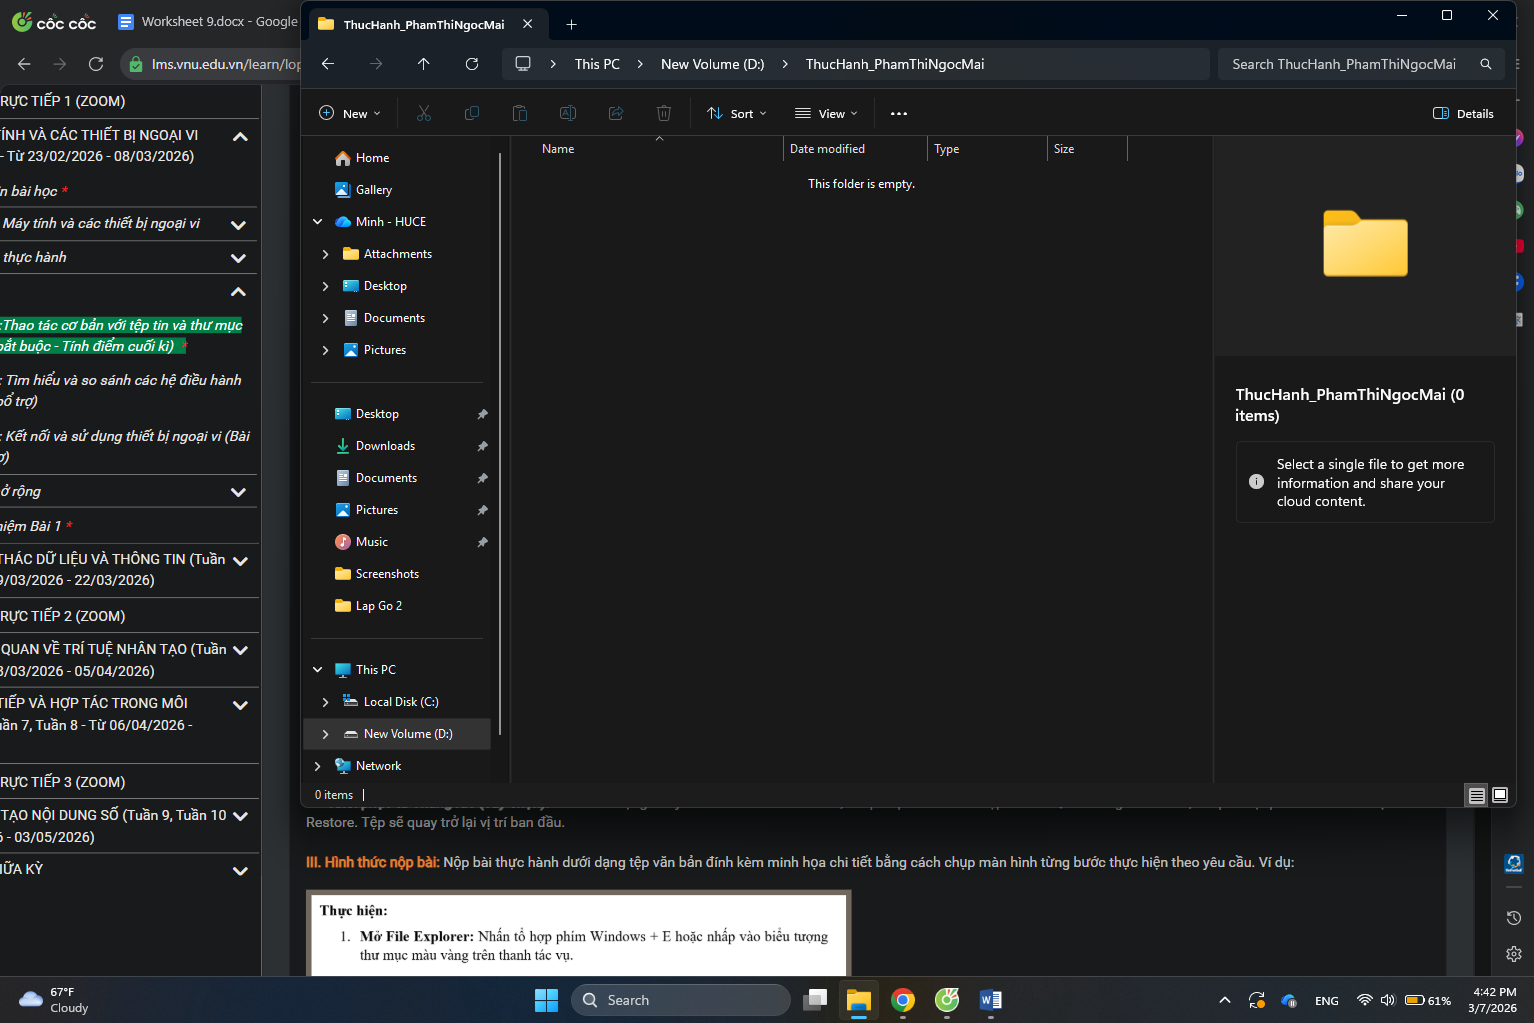 cốc cốc
Worksheet 9.docx - Google
lms.vnu.edu.vn/learn/lop
RỰC TIẾP 1 (ZOOM)
ÍNH VÀ CÁC THIẾT BỊ NGOẠI VI
- Từ 23/02/2026 - 08/03/2026)
n bài học *
Máy tính và các thiết bị ngoại vi
thực hành
:Thao tác cơ bản với tệp tin và thư mục
bắt buộc - Tính điểm cuối kì) *
: Tìm hiểu và so sánh các hệ điều hành
bổ trợ)
: Kết nối và sử dụng thiết bị ngoại vi (Bài
ợ)
ở rộng
niệm Bài 1 *
THÁC DỮ LIỆU VÀ THÔNG TIN (Tuần
9/03/2026 - 22/03/2026)
RỰC TIẾP 2 (ZOOM)
QUAN VỀ TRÍ TUỆ NHÂN TẠO (Tuần
3/03/2026 - 05/04/2026)
TIẾP VÀ HỢP TÁC TRONG MÔI
uần 7, Tuần 8 - Từ 06/04/2026 -
RỰC TIẾP 3 (ZOOM)
TẠO NỘI DUNG SỐ (Tuần 9, Tuần 10
6 - 03/05/2026)
IỮA KỲ
ThucHanh_PhamThiNgocMai
This PC > New Volume (D:) > ThucHanh_PhamThiNgocMai
Search ThucHanh_PhamThiNgocMai
New
Sort
View
Details
Name
Date modified
Type
Size
This folder is empty.
Home
Gallery
Minh - HUCE
Attachments
Desktop
Documents
Pictures
Desktop
Downloads
Documents
Pictures
Music
Screenshots
Lap Go 2
This PC
Local Disk (C:)
New Volume (D:)
Network
0 items
ThucHanh_PhamThiNgocMai (0
items)
Select a single file to get more
information and share your
cloud content.
Restore. Tệp sẽ quay trở lại vị trí ban đầu.
III. Hình thức nộp bài: Nộp bài thực hành dưới dạng tệp văn bản đính kèm minh họa chi tiết bằng cách chụp màn hình từng bước thực hiện theo yêu cầu. Ví dụ:
Thực hiện:
1. Mở File Explorer: Nhấn tổ hợp phím Windows + E hoặc nhấp vào biểu tượng
thư mục màu vàng trên thanh tác vụ.
67°F
Cloudy
Search
ENG
61%
4:42 PM
3/7/2026